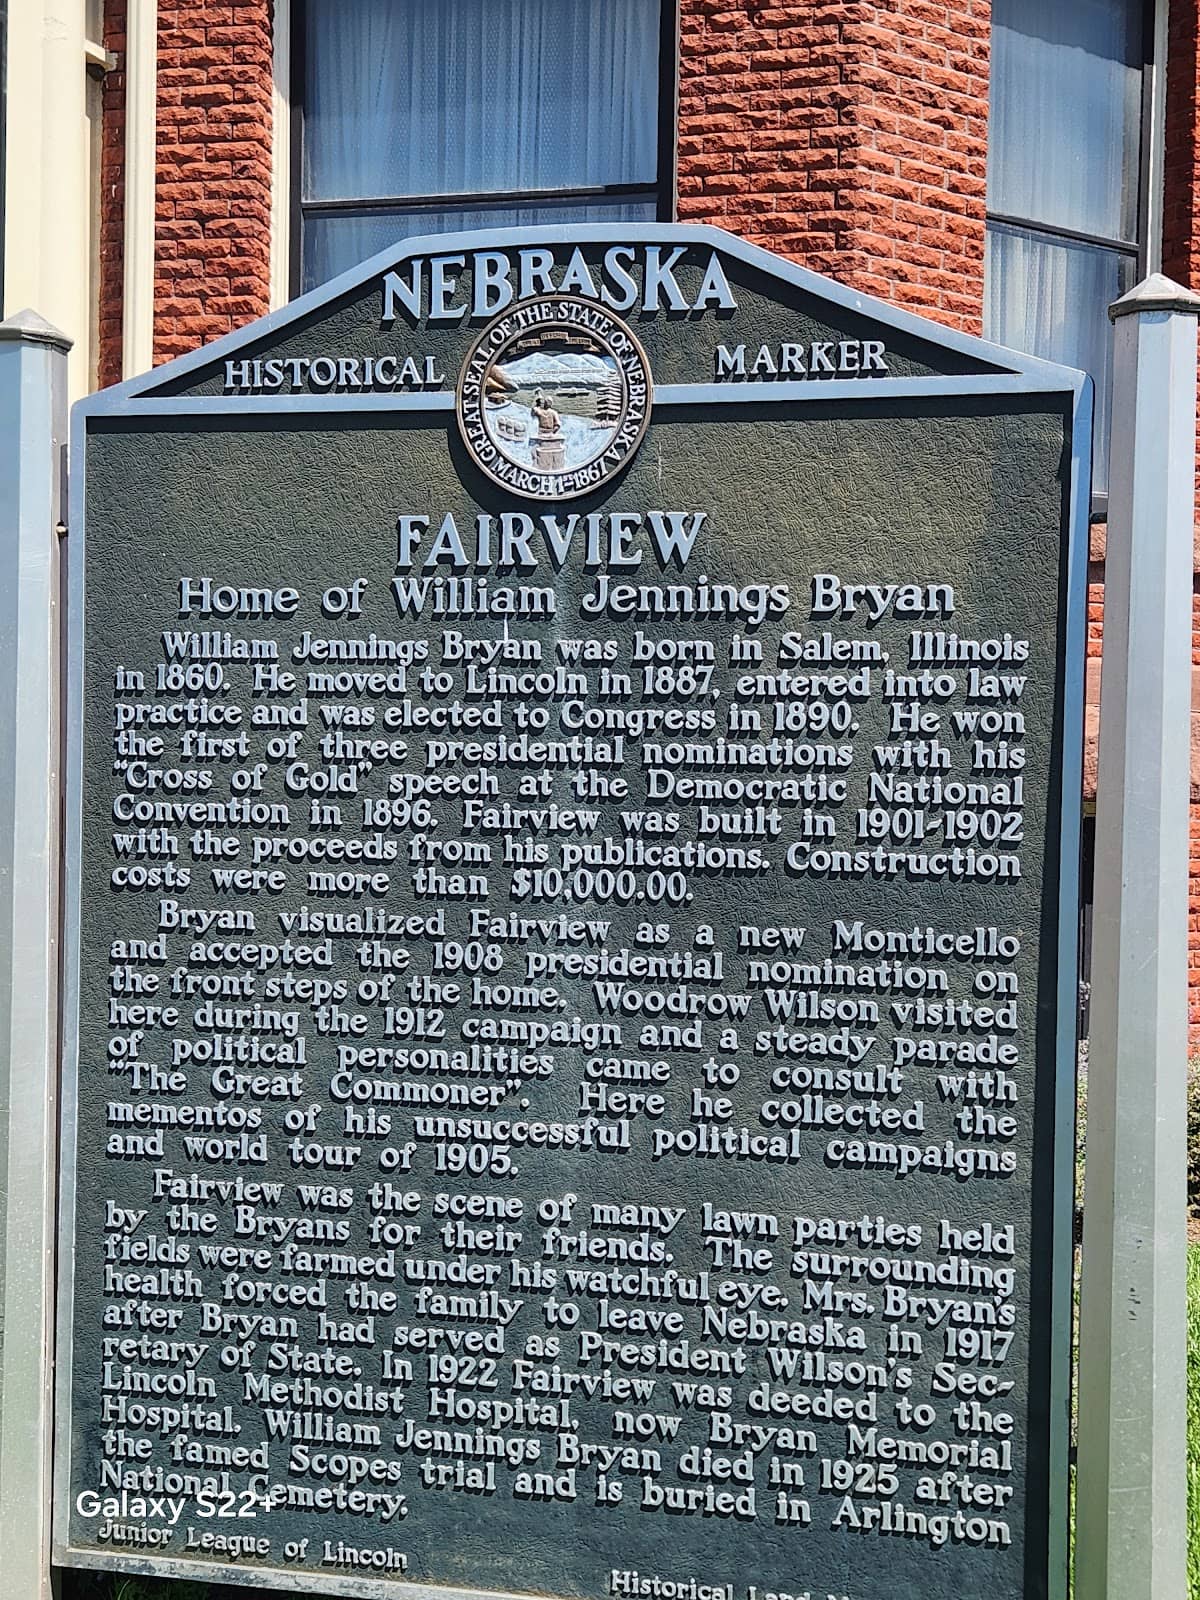 NEBRASKA
HISTORICAL MARKER
GREAT SEAL OF THE STATE OF NEBRASKA
MARCH 1ST 1867
FAIRVIEW
Home of William Jennings Bryan
William Jennings Bryan was born in Salem, Illinois
in 1860. He moved to Lincoln in 1887, entered into law
practice and was elected to Congress in 1890. He won
the first of three presidential nominations with his
"Cross of Gold" speech at the Democratic National
Convention in 1896. Fairview was built in 1901-1902
with the proceeds from his publications. Construction
costs were more than $10,000.00.
Bryan visualized Fairview as a new Monticello
and accepted the 1908 presidential nomination on
the front steps of the home. Woodrow Wilson visited
here during the 1912 campaign and a steady parade
of political personalities came to consult with
"The Great Commoner". Here he collected the
mementos of his unsuccessful political campaigns
and world tour of 1905.
Fairview was the scene of many lawn parties held
by the Bryans for their friends. The surrounding
fields were farmed under his watchful eye. Mrs. Bryan's
health forced the family to leave Nebraska in 1917
after Bryan had served as President Wilson's Sec-
retary of State. In 1922 Fairview was deeded to the
Lincoln Methodist Hospital, now Bryan Memorial
Hospital. William Jennings Bryan died in 1925 after
the famed Scopes trial and is buried in Arlington
National Cemetery.
Galaxy S22+
Junior League of Lincoln
Historical Land